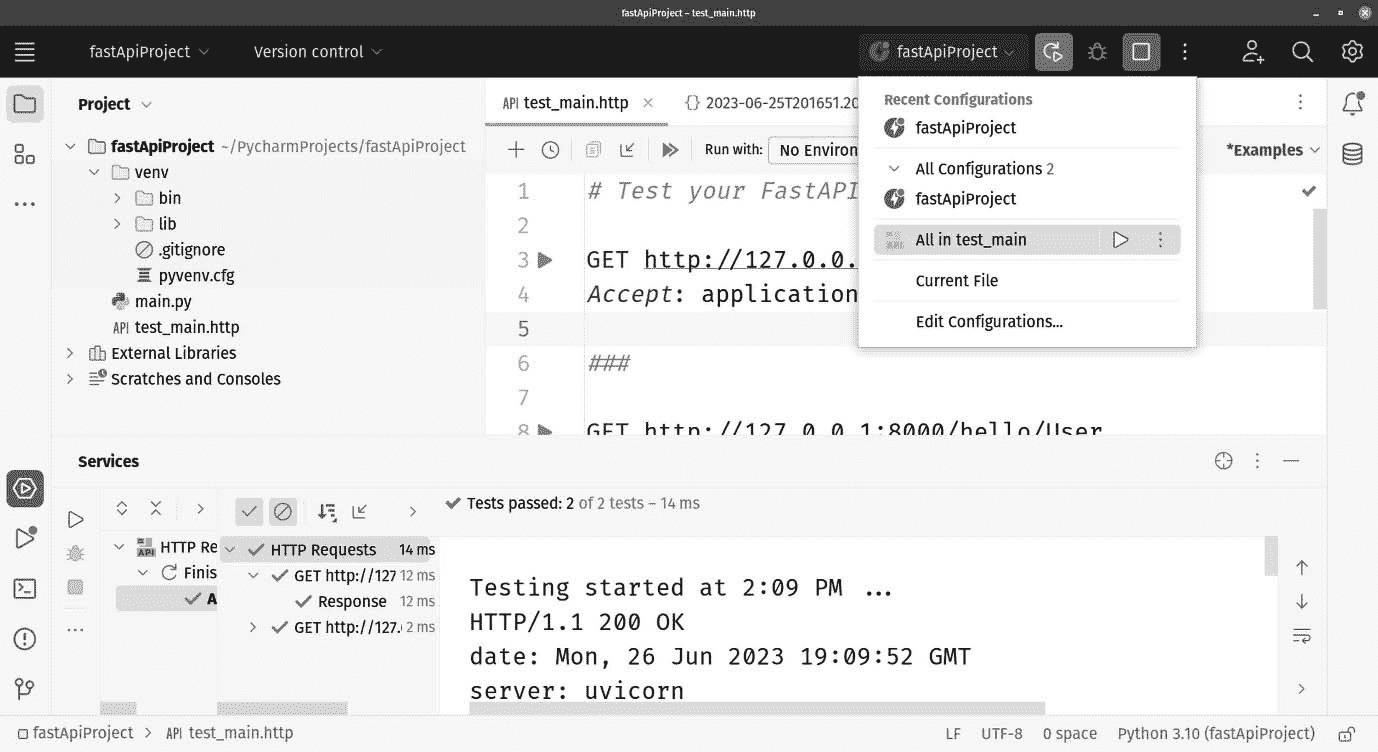 fastApiProject – test_main.http
fastApiProject
Version control
fastApiProject
Project
fastApiProject ~/PycharmProjects/fastApiProject
venv
bin
lib
.gitignore
pyvenv.cfg
main.py
API test_main.http
External Libraries
Scratches and Consoles
API test_main.http
{} 2023-06-25T201651.20
Run with: No Environ
*Examples
1 # Test your FastAPI
2
3 GET http://127.0.0.
4 Accept: application
5
6 ###
7
8 GET http://127.0.0.1:8000/hello/User
Recent Configurations
fastApiProject
All Configurations 2
fastApiProject
All in test_main
Current File
Edit Configurations...
Services
HTTP Re
Finis
A
HTTP Requests 14 ms
GET http://127 12 ms
Response 12 ms
GET http://127. 2 ms
Tests passed: 2 of 2 tests – 14 ms
Testing started at 2:09 PM ...
HTTP/1.1 200 OK
date: Mon, 26 Jun 2023 19:09:52 GMT
server: uvicorn
fastApiProject > API test_main.http
LF UTF-8 0 space Python 3.10 (fastApiProject)